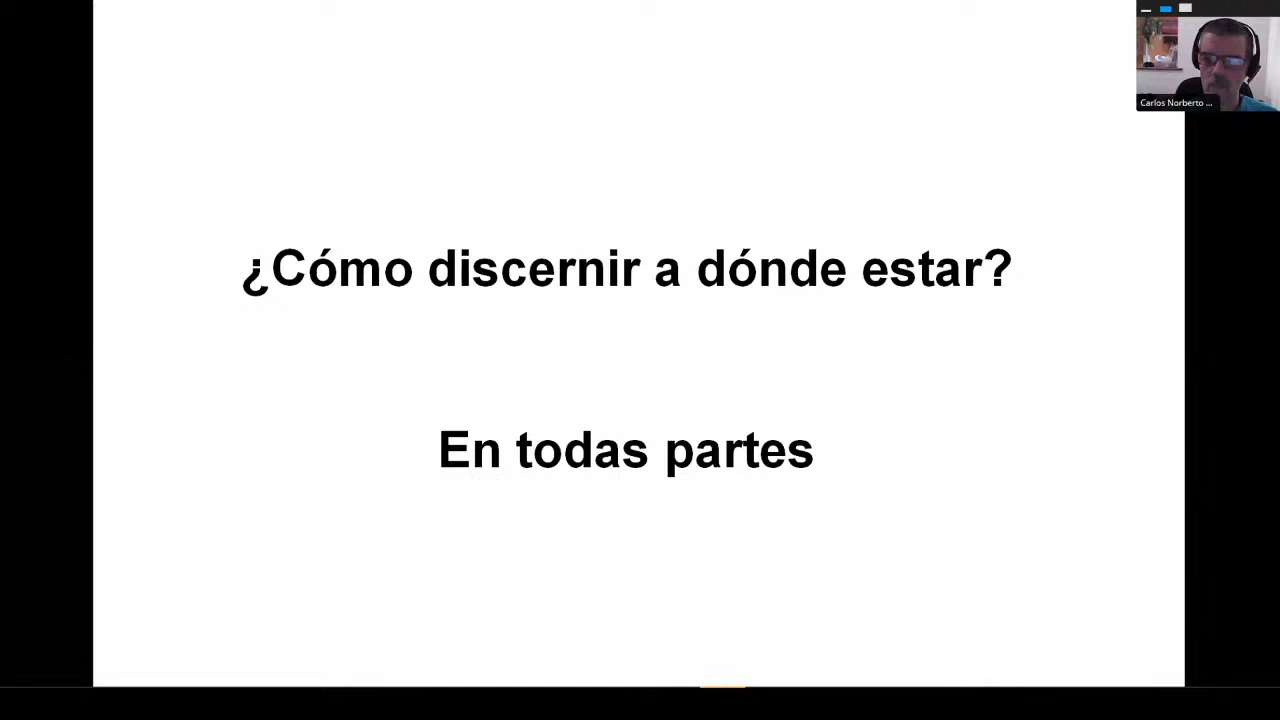 Carlos Norberto ...
¿Cómo discernir a dónde estar?
En todas partes